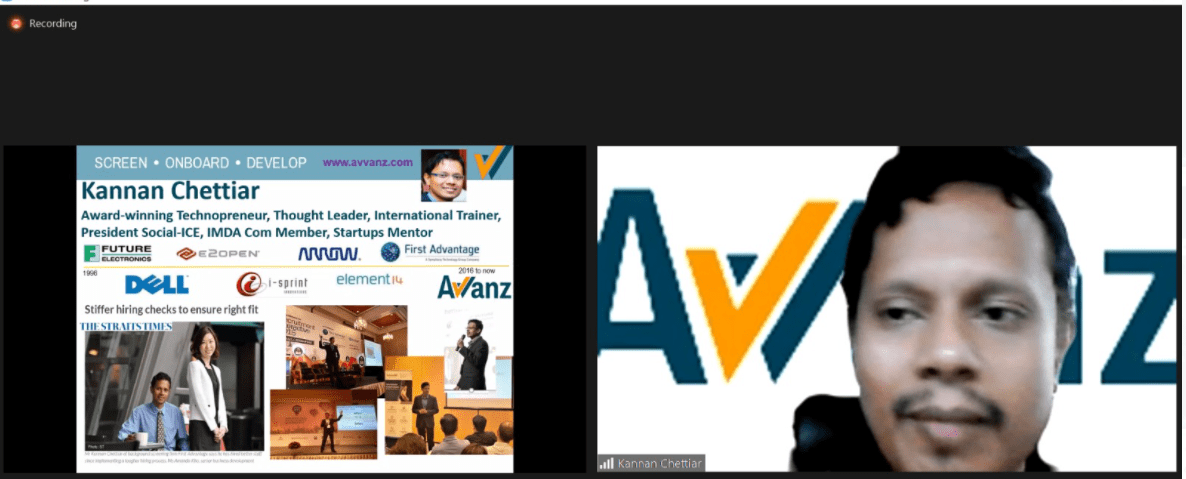 Recording
SCREEN • ONBOARD • DEVELOP www.avvanz.com
Kannan Chettiar
Award-winning Technopreneur, Thought Leader, International Trainer,
President Social-ICE, IMDA Com Member, Startups Mentor
FUTURE
ELECTRONICS
E2OPEN
ARROW
First Advantage
1996
2016 to now
DELL
i-sprint
element14
Avvanz
Stiffer hiring checks to ensure right fit
THE STRAITS TIMES
Avvanz
Kannan Chettiar